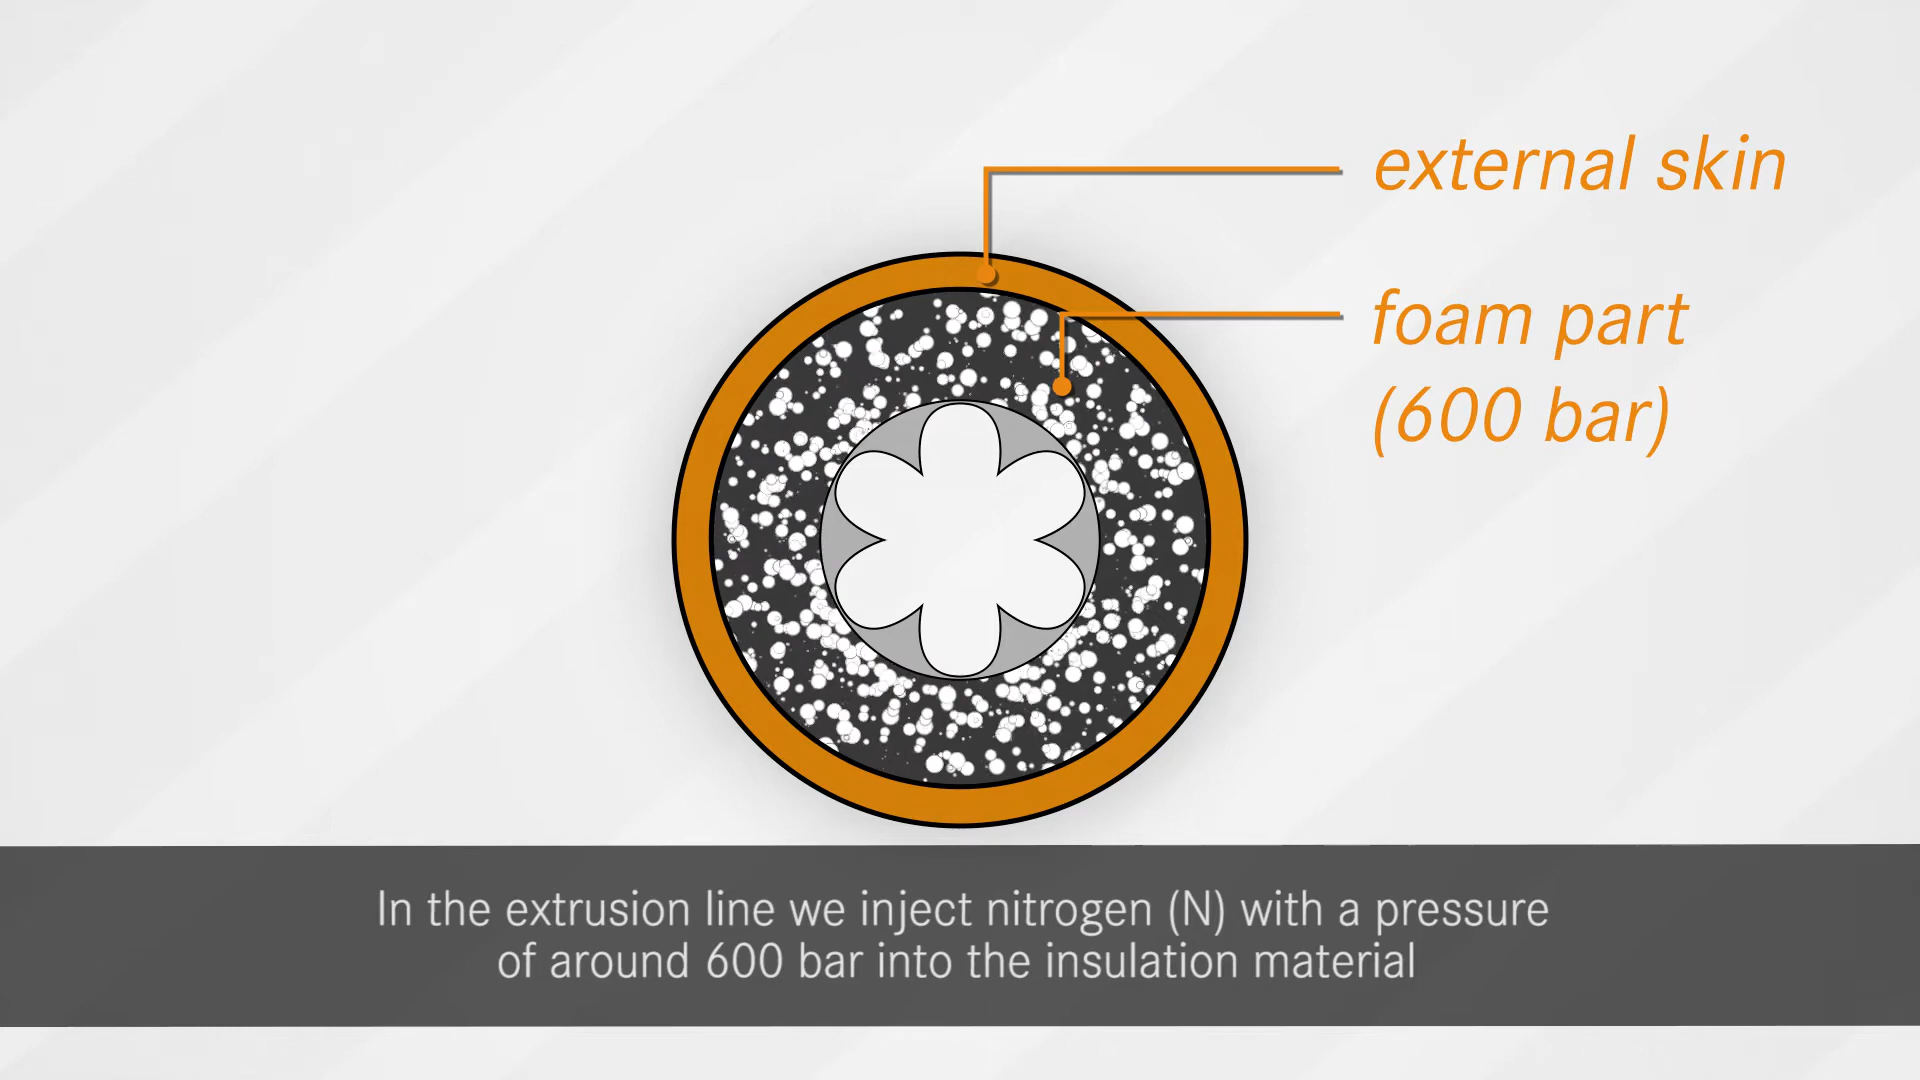 external skin
foam part
(600 bar)
In the extrusion line we inject nitrogen (N) with a pressure
of around 600 bar into the insulation material